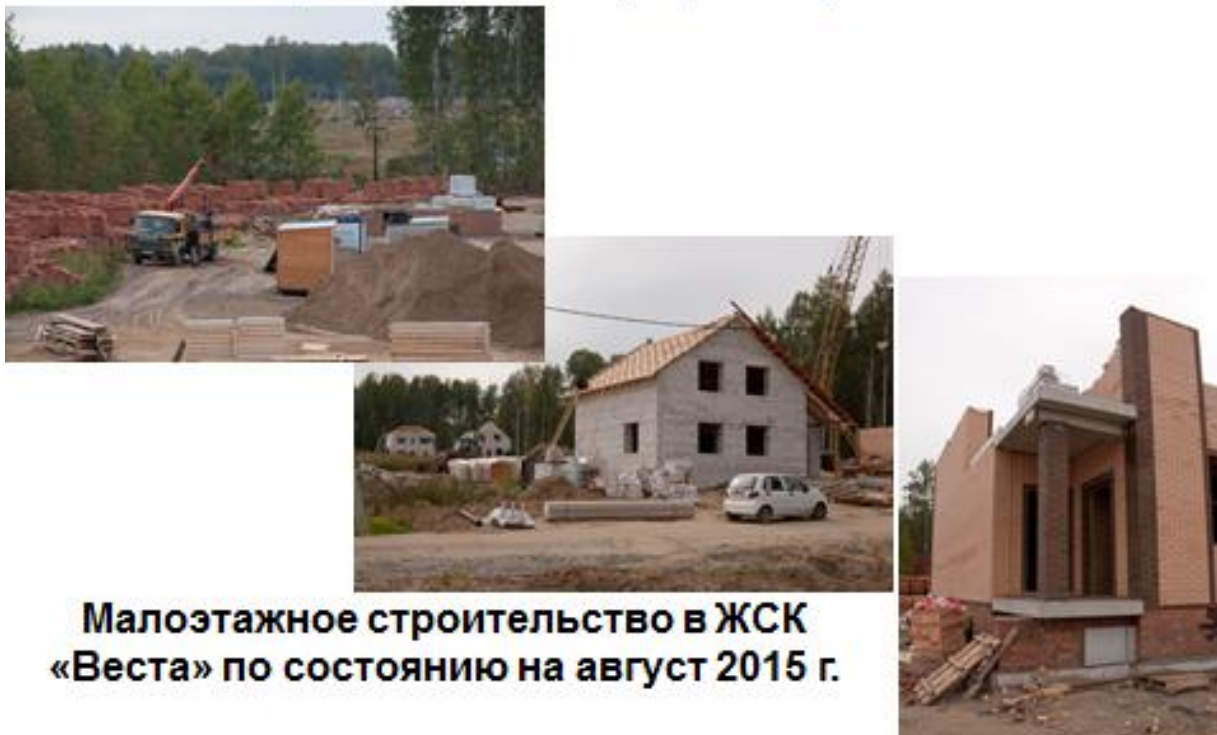 Малоэтажное строительство в ЖСК
«Веста» по состоянию на август 2015 г.